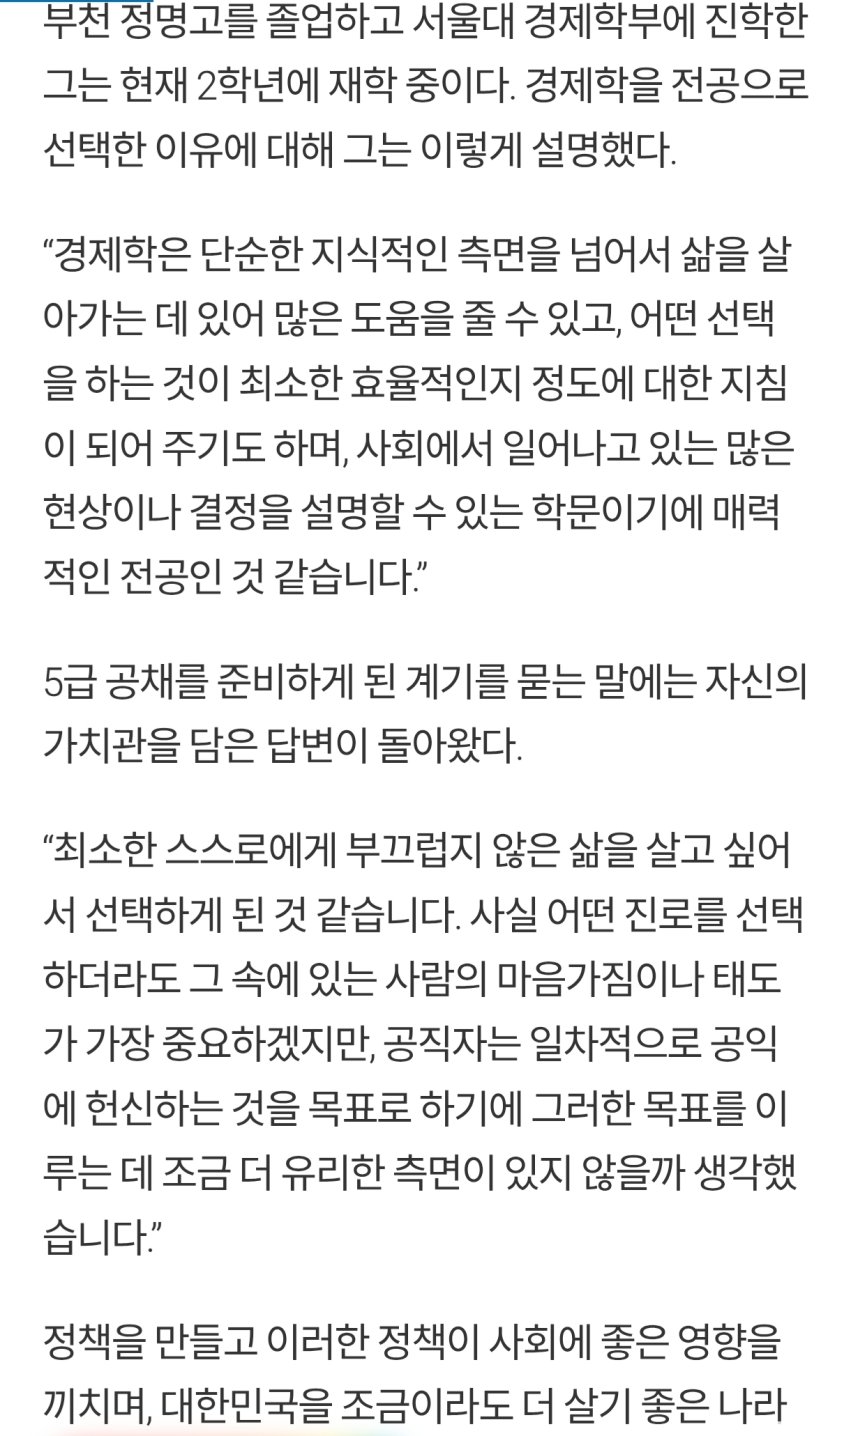 부천 정명고를 졸업하고 서울대 경제학부에 진학한
그는 현재 2학년에 재학 중이다. 경제학을 전공으로
선택한 이유에 대해 그는 이렇게 설명했다.
“경제학은 단순한 지식적인 측면을 넘어서 삶을 살
아가는 데 있어 많은 도움을 줄 수 있고, 어떤 선택
을 하는 것이 최소한 효율적인지 정도에 대한 지침
이 되어 주기도 하며, 사회에서 일어나고 있는 많은
현상이나 결정을 설명할 수 있는 학문이기에 매력
적인 전공인 것 같습니다.”
5급 공채를 준비하게 된 계기를 묻는 말에는 자신의
가치관을 담은 답변이 돌아왔다.
“최소한 스스로에게 부끄럽지 않은 삶을 살고 싶어
서 선택하게 된 것 같습니다. 사실 어떤 진로를 선택
하더라도 그 속에 있는 사람의 마음가짐이나 태도
가 가장 중요하겠지만, 공직자는 일차적으로 공익
에 헌신하는 것을 목표로 하기에 그러한 목표를 이
루는 데 조금 더 유리한 측면이 있지 않을까 생각했
습니다.”
정책을 만들고 이러한 정책이 사회에 좋은 영향을
끼치며, 대한민국을 조금이라도 더 살기 좋은 나라